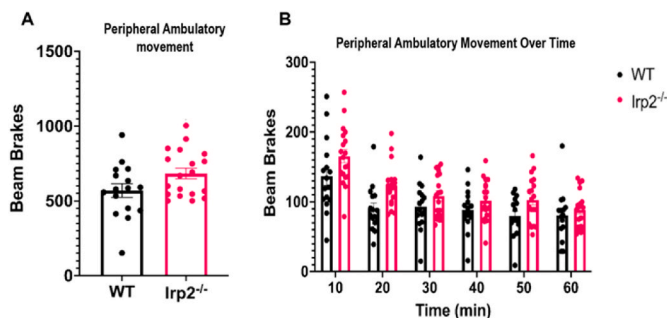 A
Peripheral Ambulatory
movement
Beam Brakes
1500
1000
500
0
WT
Irp2-/-
B
Peripheral Ambulatory Movement Over Time
Beam Brakes
300
200
100
0
10 20 30 40 50 60
Time (min)
WT
Irp2-/-